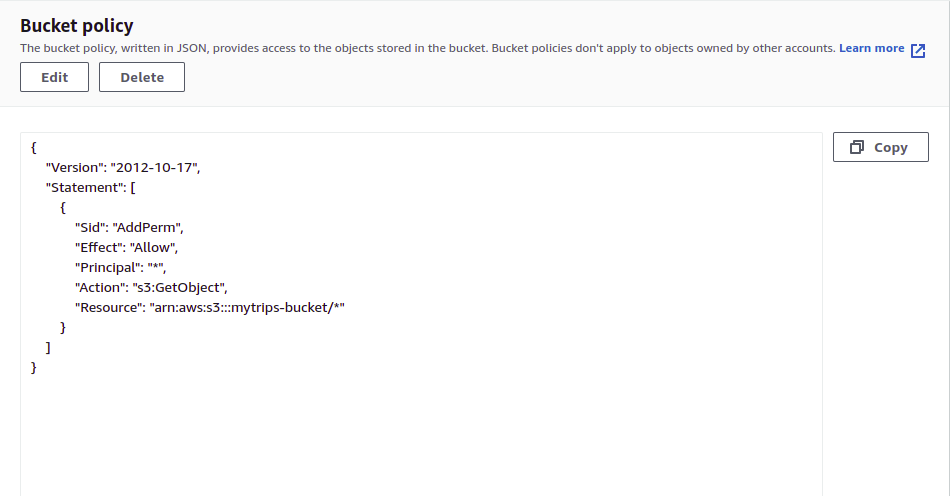 Bucket policy
The bucket policy, written in JSON, provides access to the objects stored in the bucket. Bucket policies don't apply to objects owned by other accounts. Learn more
Edit Delete
Copy
{
"Version": "2012-10-17",
"Statement": [
{
"Sid": "AddPerm",
"Effect": "Allow",
"Principal": "*",
"Action": "s3:GetObject",
"Resource": "arn:aws:s3:::mytrips-bucket/*"
}
]
}